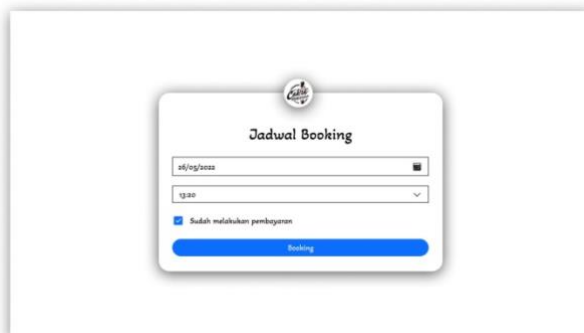 Jadwal Booking
26/05/2022
13:20
Sudah melakukan pembayaran
Booking